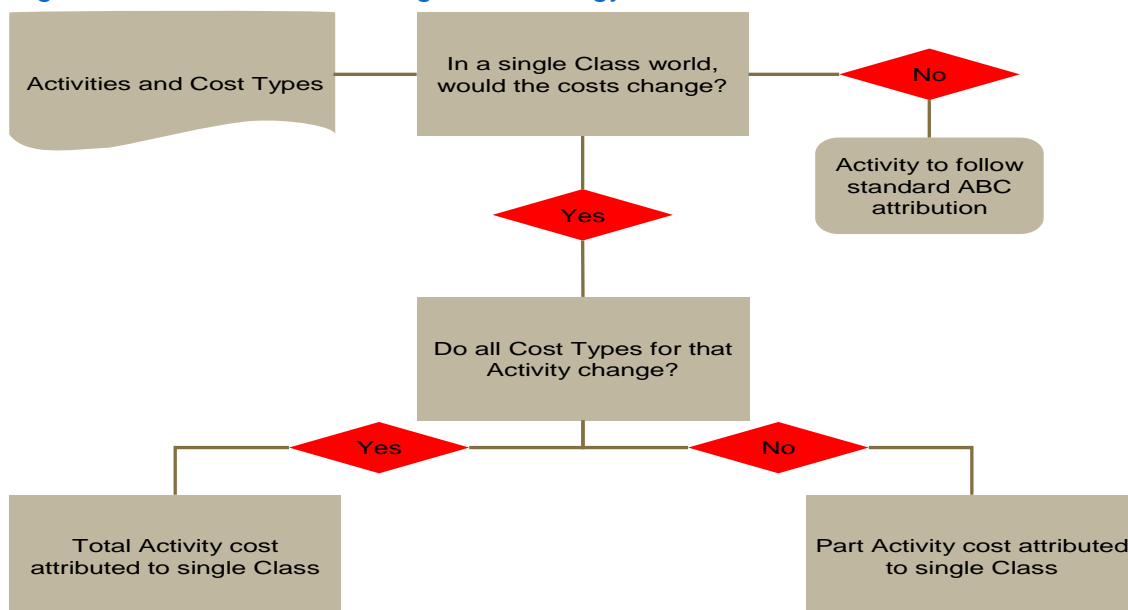 In a single Class world,
would the costs change?
Activities and Cost Types
No
Activity to follow
standard ABC
attribution
Yes
Do all Cost Types for that
Activity change?
Yes
No
Total Activity cost
attributed to single Class
Part Activity cost attributed
to single Class